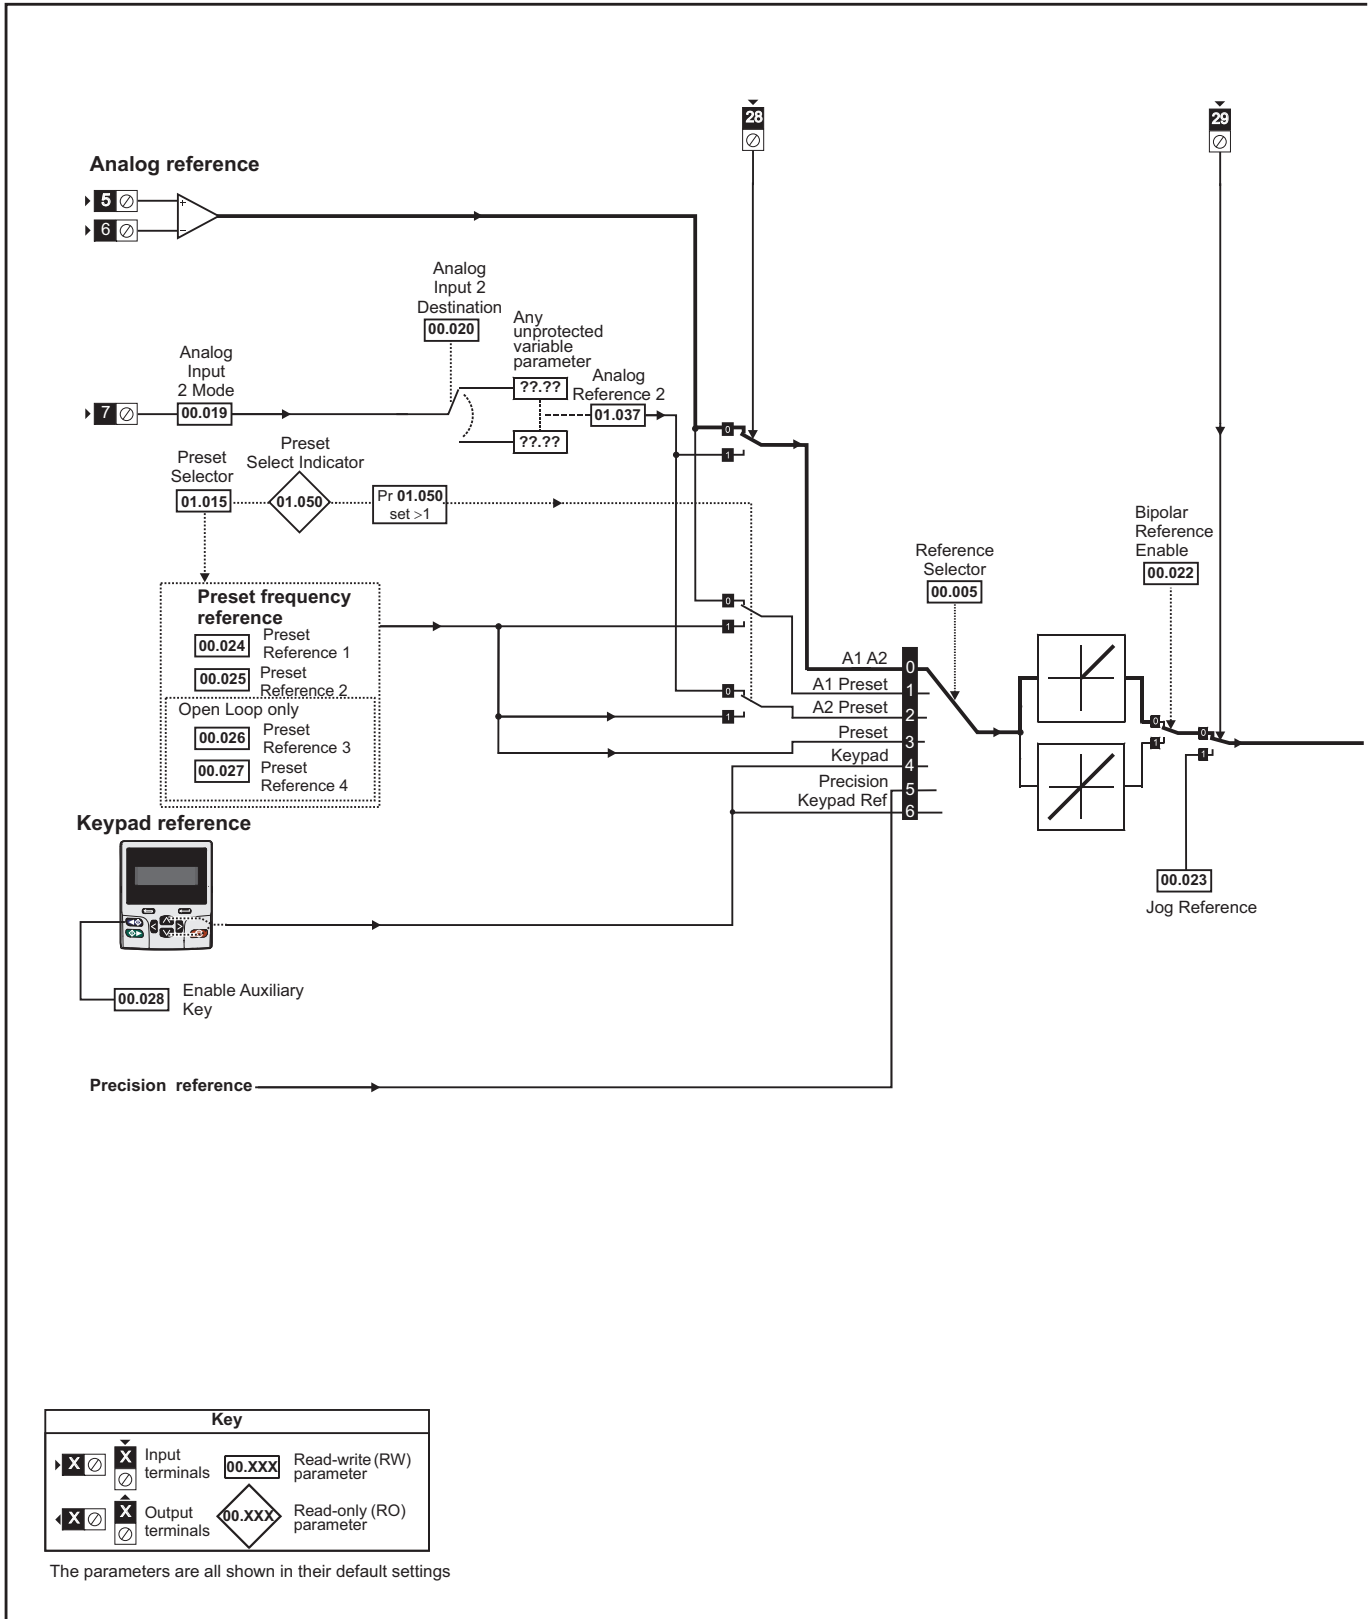 28
29
Analog reference
5
+
6
−
Analog
Input 2
Destination
00.020
Any
unprotected
variable
parameter
??.??
??.??
Analog
Input
2 Mode
7
00.019
Analog
Reference 2
01.037
0
1
Preset
Selector
01.015
Preset
Select Indicator
01.050
Pr 01.050
set >1
Preset frequency
reference
00.024
Preset
Reference 1
00.025
Preset
Reference 2
Open Loop only
00.026
Preset
Reference 3
00.027
Preset
Reference 4
0
1
0
1
Reference
Selector
00.005
A1 A2
0
A1 Preset
1
A2 Preset
2
Preset
3
Keypad
4
Precision
5
Keypad Ref
6
Bipolar
Reference
Enable
00.022
0
1
0
1
00.023
Jog Reference
Keypad reference
00.028
Enable Auxiliary
Key
Precision reference
Key
X
X
Input
terminals
00.XXX
Read-write (RW)
parameter
X
X
Output
terminals
00.XXX
Read-only (RO)
parameter
The parameters are all shown in their default settings